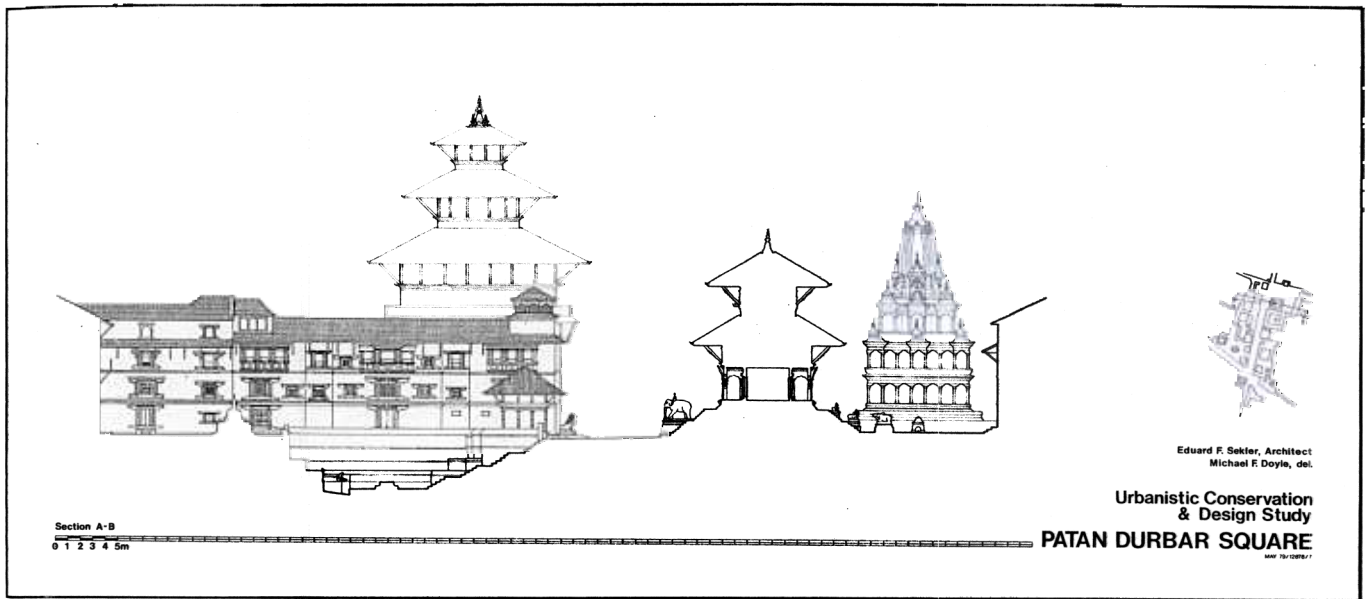 Eduard F. Sekler, Architect
Michael F. Doyle, del.
Urbanistic Conservation
& Design Study
PATAN DURBAR SQUARE
Section A-B
0 1 2 3 4 5m